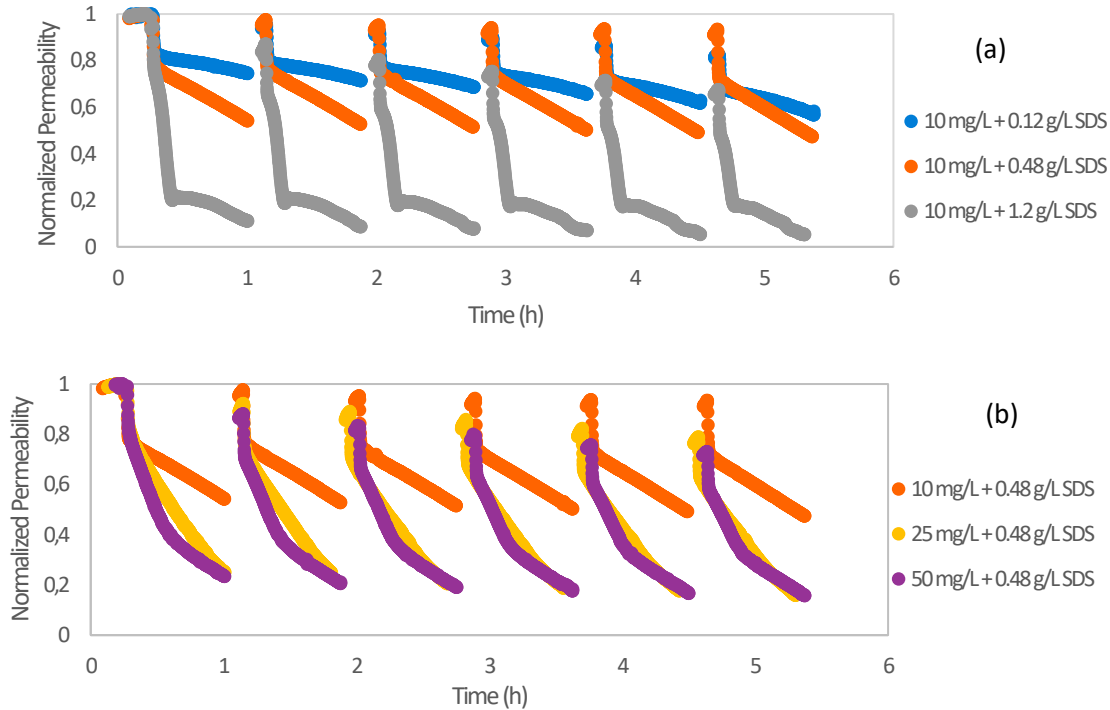 (a)
Normalized Permeability
1
0,8
0,6
0,4
0,2
0
0 1 2 3 4 5 6
Time (h)
10 mg/L + 0.12 g/L SDS
10 mg/L + 0.48 g/L SDS
10 mg/L + 1.2 g/L SDS
(b)
Normalized Permeability
1
0,8
0,6
0,4
0,2
0
0 1 2 3 4 5 6
Time (h)
10 mg/L + 0.48 g/L SDS
25 mg/L + 0.48 g/L SDS
50 mg/L + 0.48 g/L SDS